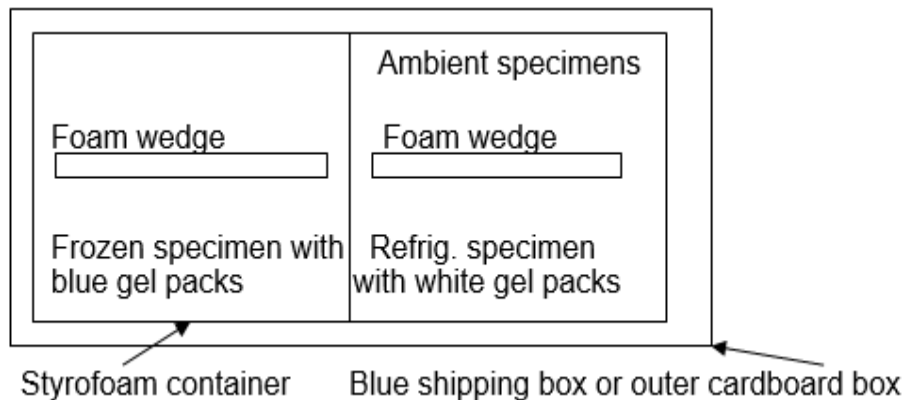 Ambient specimens
Foam wedge
Foam wedge
Frozen specimen with
blue gel packs
Refrig. specimen
with white gel packs
Styrofoam container
Blue shipping box or outer cardboard box